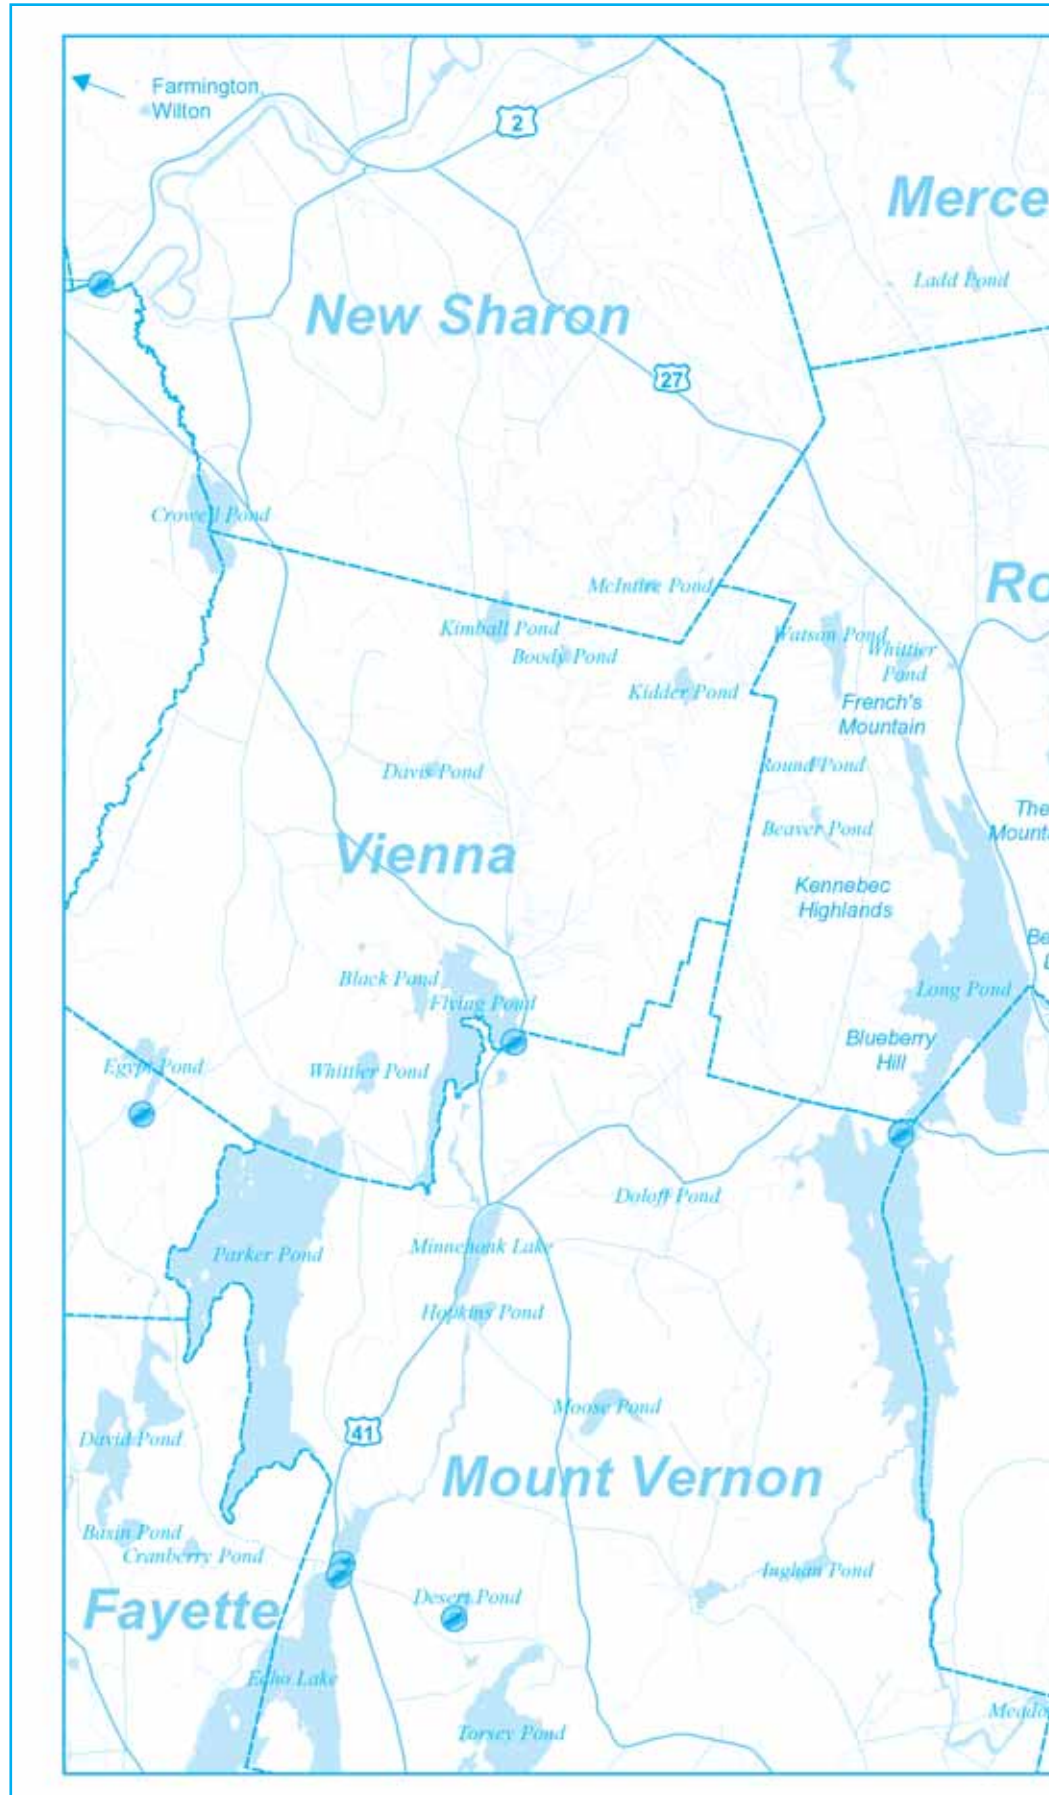 Farmington,
Wilton
2
Merce
Ladd Pond
New Sharon
27
Crowell Pond
McIntire Pond
Ro
Kimball Pond
Watson Pond
Boody Pond
Whittier
Pond
Kidder Pond
French's
Mountain
Round Pond
Davis Pond
The
Mounta
Beaver Pond
Vienna
Kennebec
Highlands
Be
L
Black Pond
Long Pond
Flying Pond
Blueberry
Hill
Egypt Pond
Whittier Pond
Doloff Pond
Minnehonk Lake
Parker Pond
Hopkins Pond
Moose Pond
41
David Pond
Mount Vernon
Basin Pond
Cranberry Pond
Ingham Pond
Desert Pond
Fayette
Echo Lake
Meado
Torsey Pond